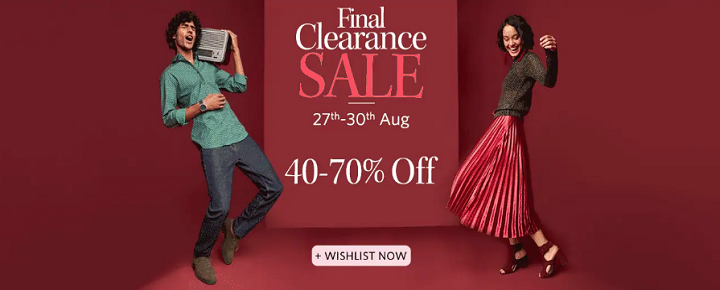 Final
Clearance
SALE
27th-30th Aug
40-70% Off
+ WISHLIST NOW